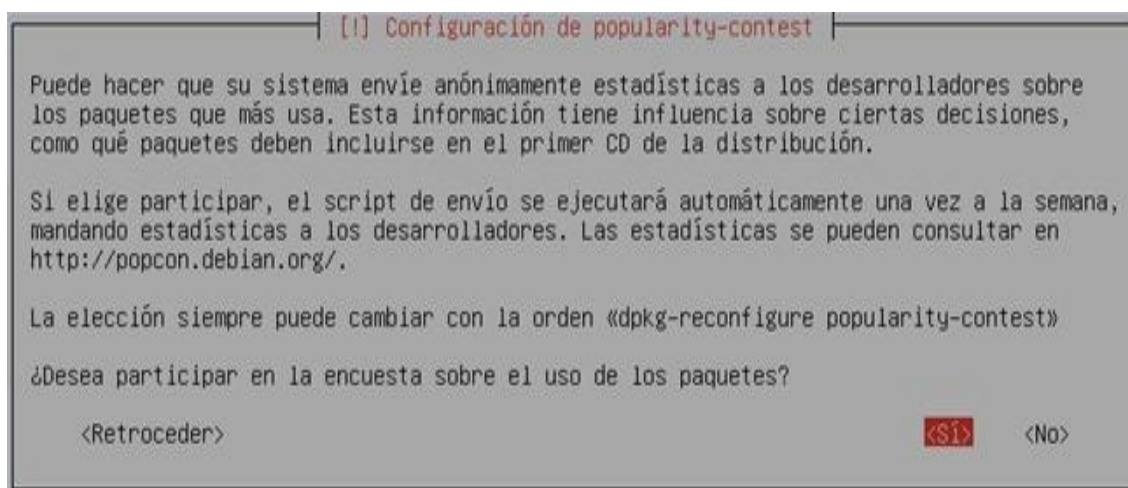 [!] Configuración de popularity-contest
Puede hacer que su sistema envíe anónimamente estadísticas a los desarrolladores sobre
los paquetes que más usa. Esta información tiene influencia sobre ciertas decisiones,
como qué paquetes deben incluirse en el primer CD de la distribución.
Si elige participar, el script de envío se ejecutará automáticamente una vez a la semana,
mandando estadísticas a los desarrolladores. Las estadísticas se pueden consultar en
http://popcon.debian.org/.
La elección siempre puede cambiar con la orden «dpkg-reconfigure popularity-contest»
¿Desea participar en la encuesta sobre el uso de los paquetes?
<Retroceder> <Sí> <No>